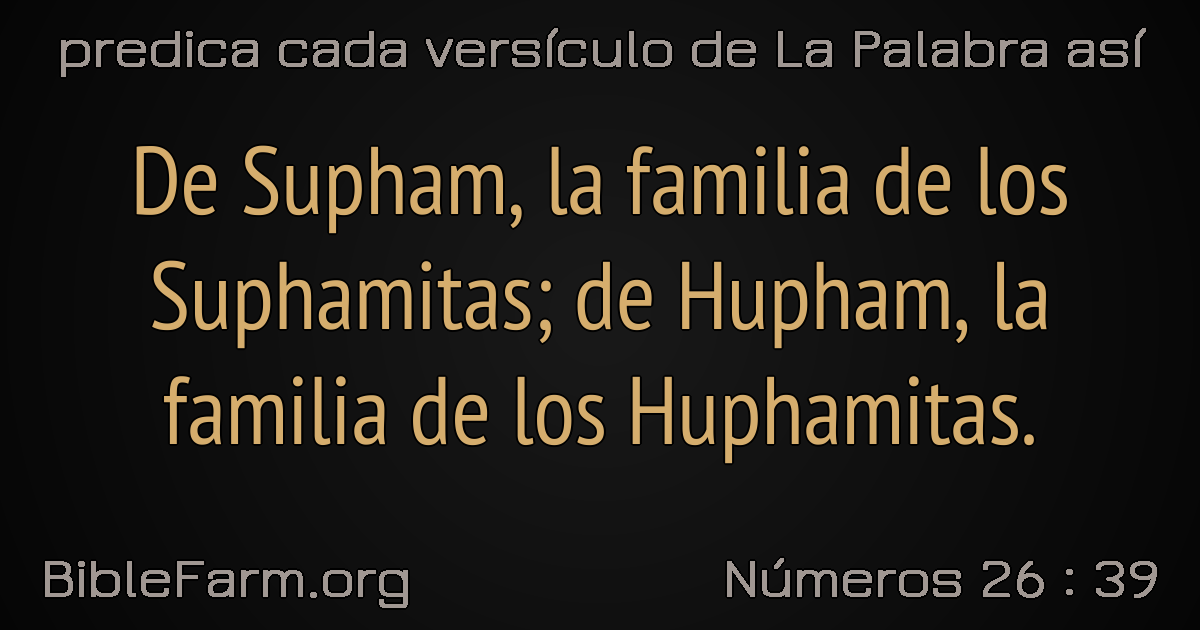 predica cada versículo de La Palabra así
De Supham, la familia de los
Suphamitas; de Hupham, la
familia de los Huphamitas.
BibleFarm.org
Números 26 : 39